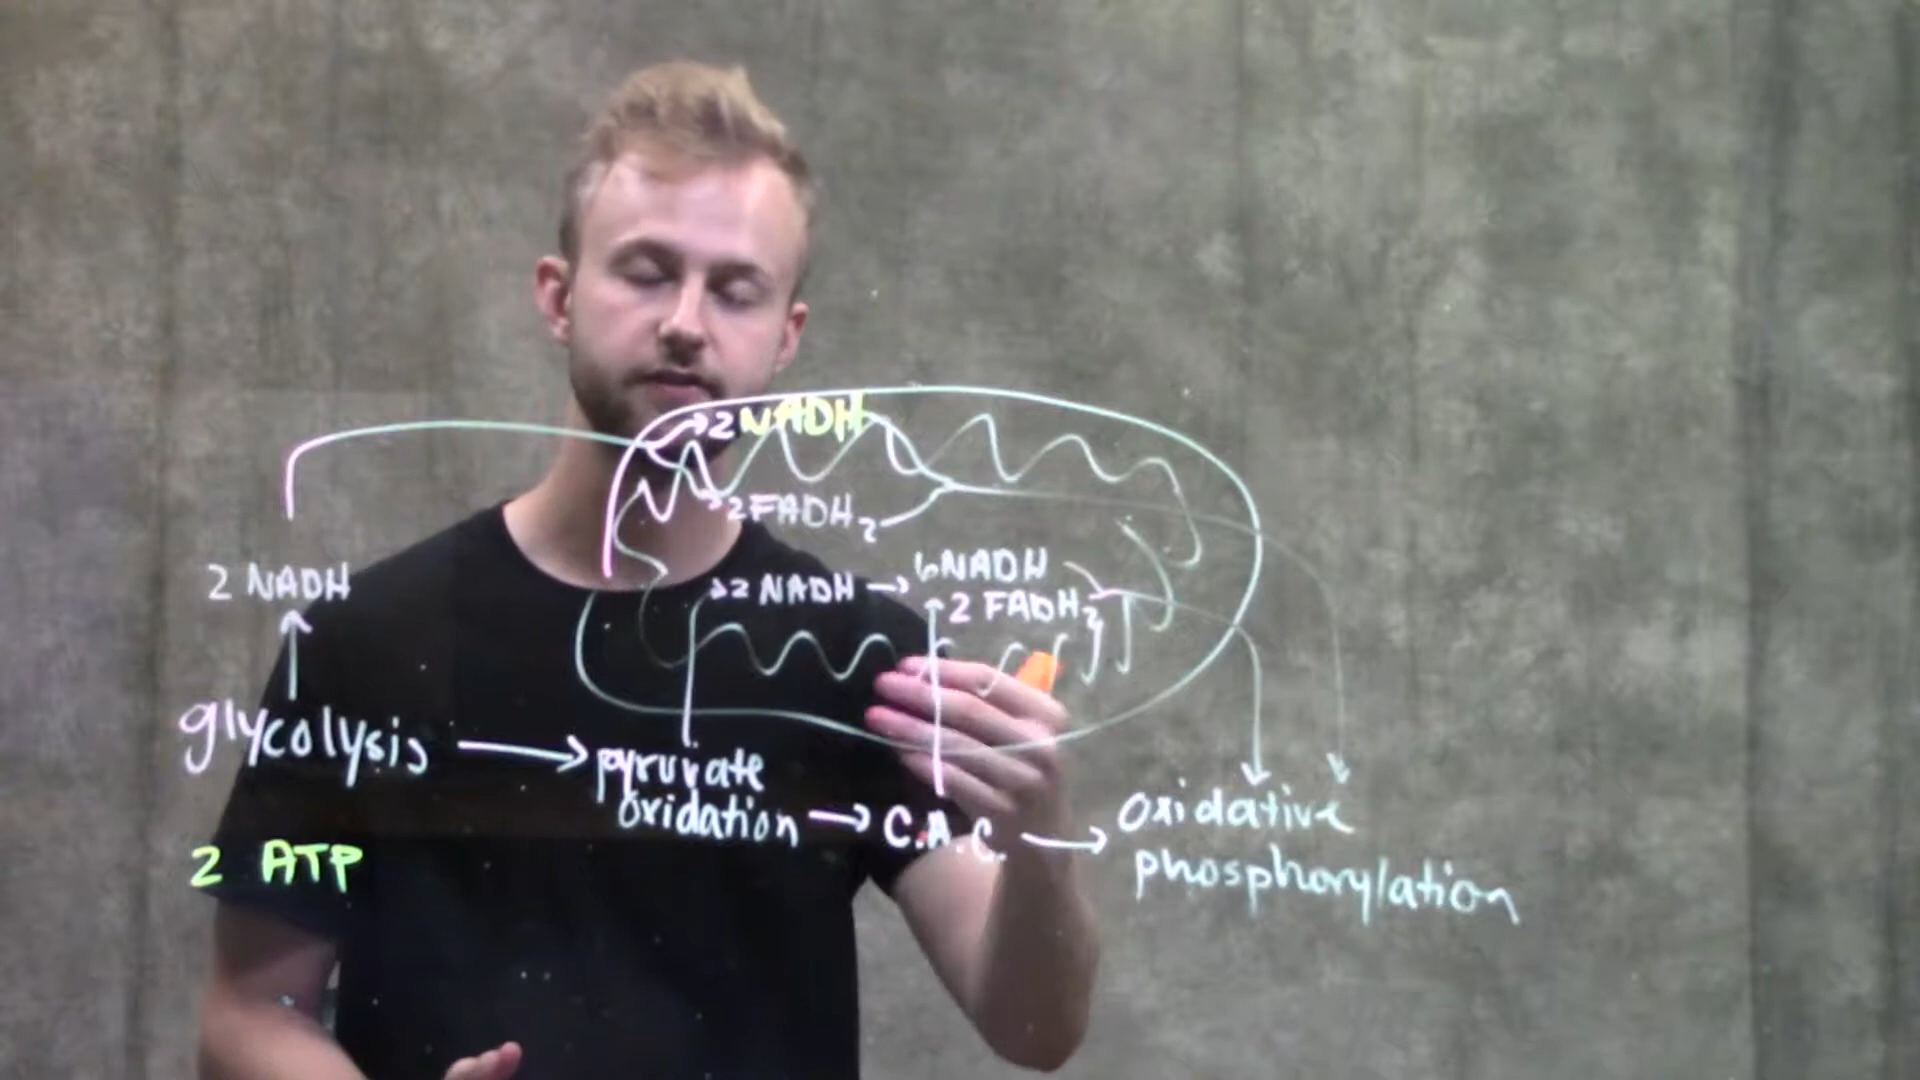 2 NADH
2 FADH2
2 NADH
2 NADH → 6 NADH
2 FADH2
glycolysis → pyruvate
oxidation → C.A.C. → oxidative
phosphorylation
2 ATP